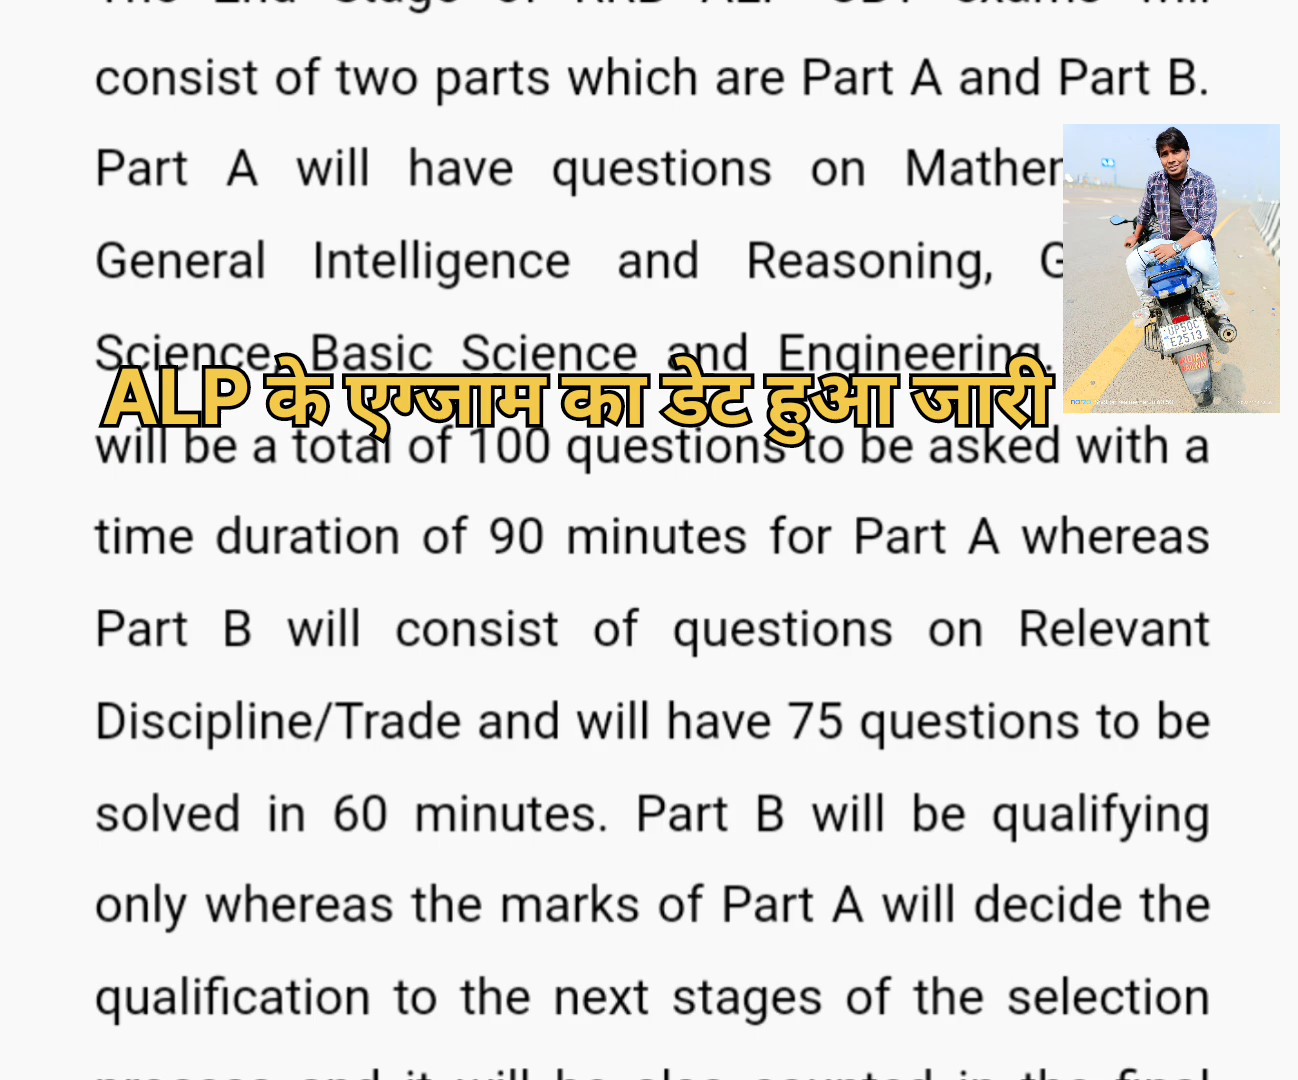 consist of two parts which are Part A and Part B.
Part A will have questions on Mather
General Intelligence and Reasoning, G
Science, Basic Science and Engineering.
ALP के एग्जाम का डेट हुआ जारी
will be a total of 100 questions to be asked with a
time duration of 90 minutes for Part A whereas
Part B will consist of questions on Relevant
Discipline/Trade and will have 75 questions to be
solved in 60 minutes. Part B will be qualifying
only whereas the marks of Part A will decide the
qualification to the next stages of the selection
UP50C
E2513